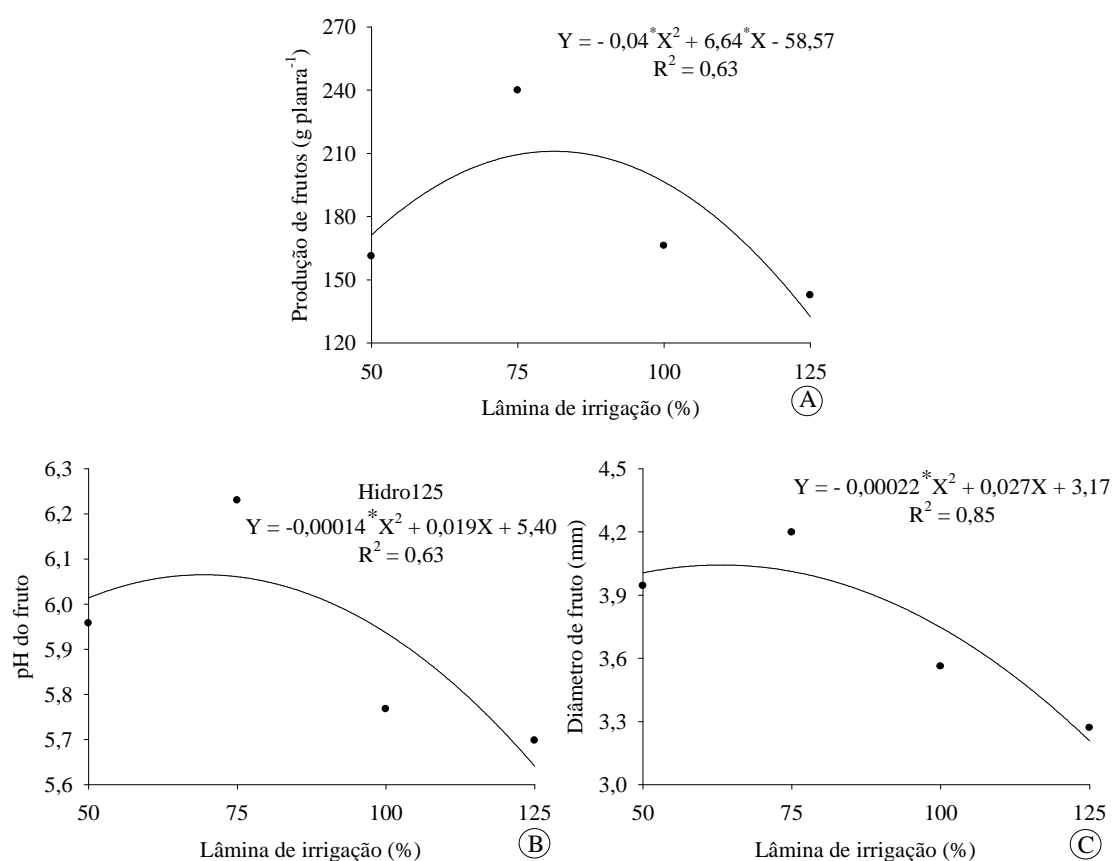 270
240
210
180
150
120
Produção de frutos (g planra⁻¹)
Y = - 0,04*X² + 6,64*X - 58,57
R² = 0,63
50 75 100 125
Lâmina de irrigação (%)
A
6,3
6,2
6,1
6,0
5,9
5,8
5,7
5,6
pH do fruto
Hidro125
Y = -0,00014*X² + 0,019X + 5,40
R² = 0,63
50 75 100 125
Lâmina de irrigação (%)
B
4,5
4,2
3,9
3,6
3,3
3,0
Diâmetro de fruto (mm)
Y = - 0,00022*X² + 0,027X + 3,17
R² = 0,85
50 75 100 125
Lâmina de irrigação (%)
C